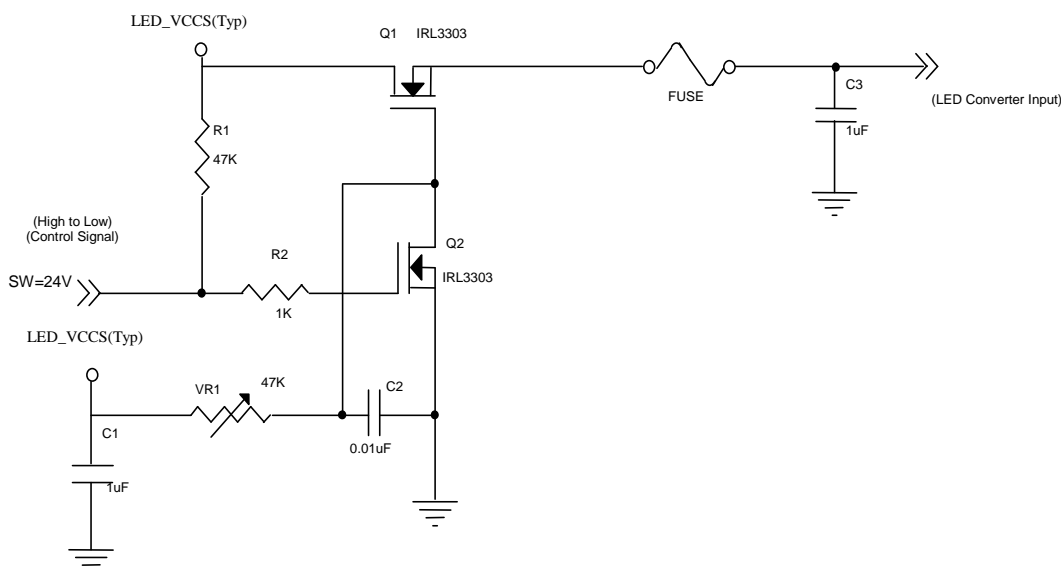 LED_VCCS(Typ)
Q1 IRL3303
R1
47K
FUSE
C3
1uF
(LED Converter Input)
(High to Low)
(Control Signal)
SW=24V
R2
1K
Q2
IRL3303
LED_VCCS(Typ)
VR1
47K
C2
0.01uF
C1
1uF